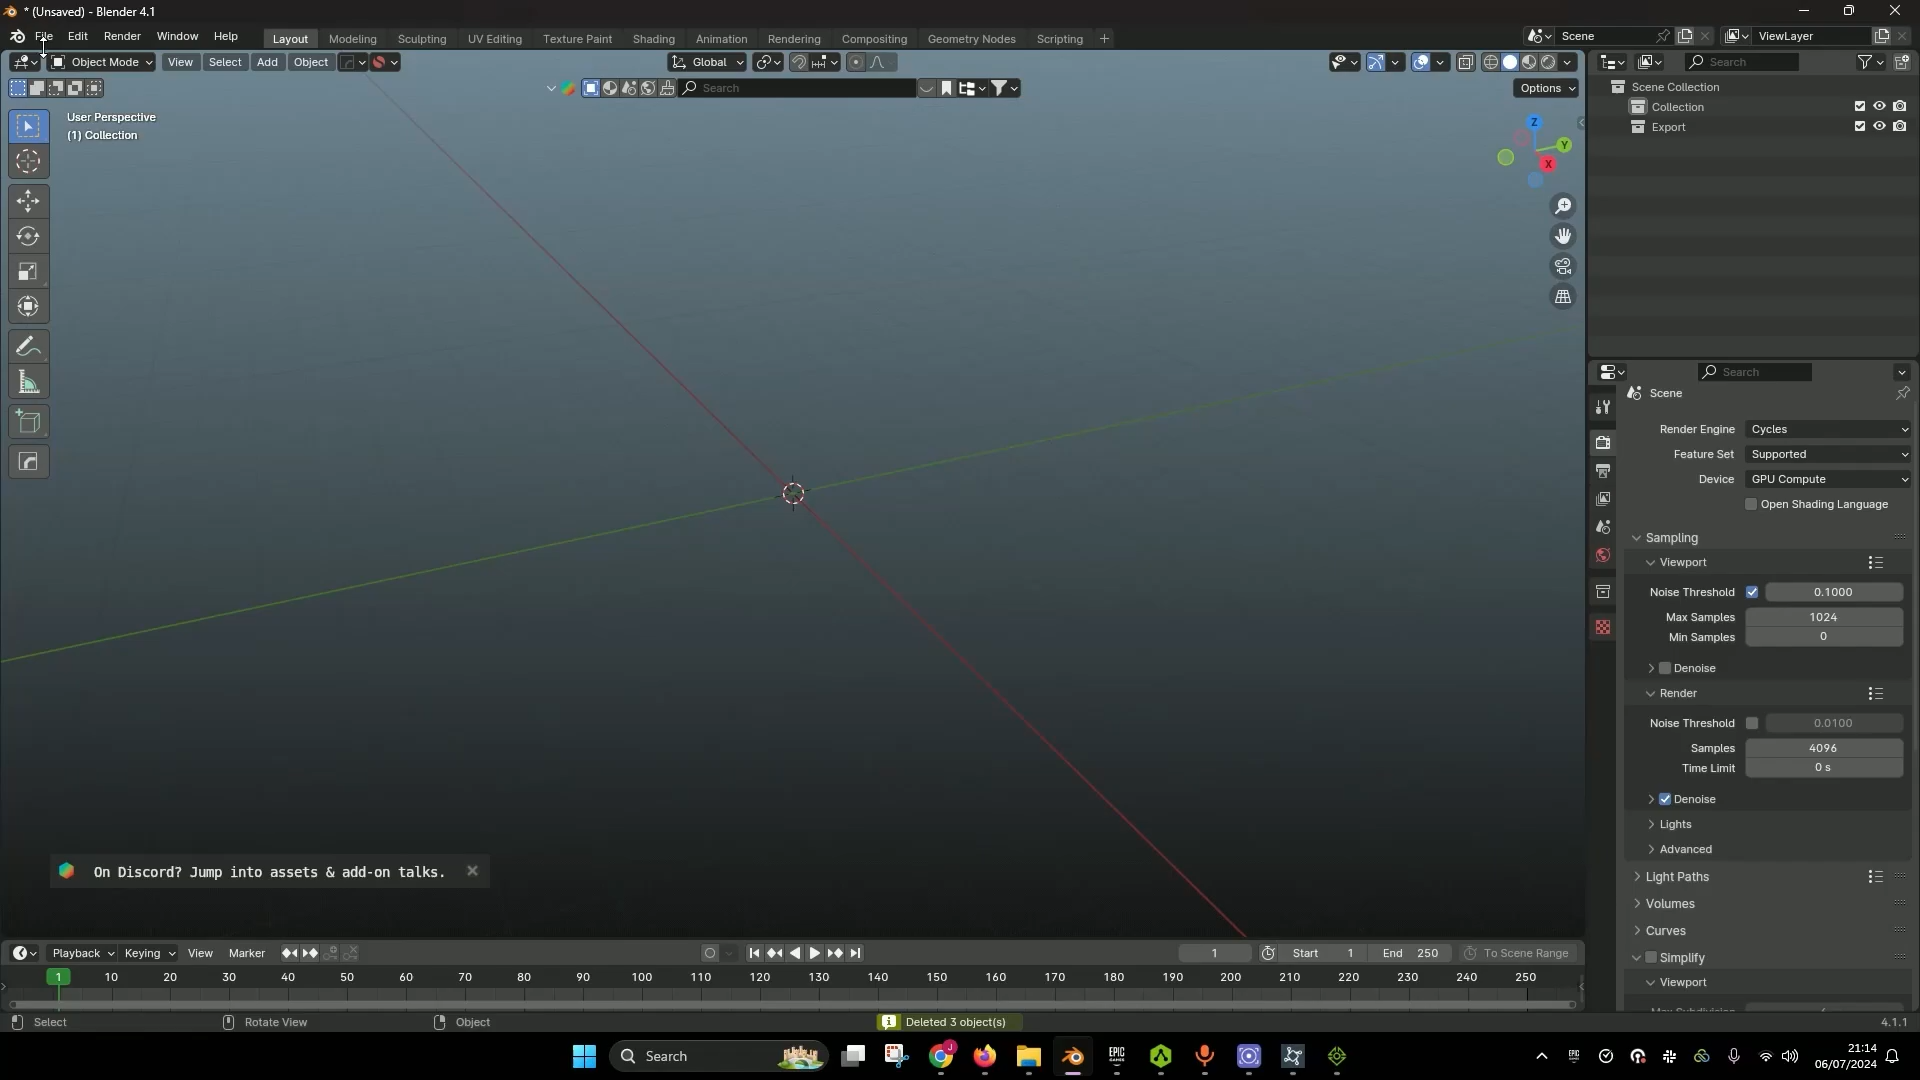 * (Unsaved) - Blender 4.1
File Edit Render Window Help Layout Modeling Sculpting UV Editing Texture Paint Shading Animation Rendering Compositing Geometry Nodes Scripting + Scene ViewLayer
Object Mode View Select Add Object Global Search
Search Options
User Perspective
(1) Collection
Z
Y
X
Scene Collection
Collection
Export
Search
Scene
Render Engine Cycles
Feature Set Supported
Device GPU Compute
Open Shading Language
Sampling
Viewport
Noise Threshold 0.1000
Max Samples 1024
Min Samples 0
Denoise
Render
Noise Threshold 0.0100
Samples 4096
Time Limit 0 s
Denoise
Lights
Advanced
Light Paths
Volumes
Curves
Simplify
Viewport
On Discord? Jump into assets & add-on talks.
Playback Keying View Marker 1 Start 1 End 250 To Scene Range
1 10 20 30 40 50 60 70 80 90 100 110 120 130 140 150 160 170 180 190 200 210 220 230 240 250
Select Rotate View Object Deleted 3 object(s) 4.1.1
Search J EPIC GAMES 21:14
06/07/2024